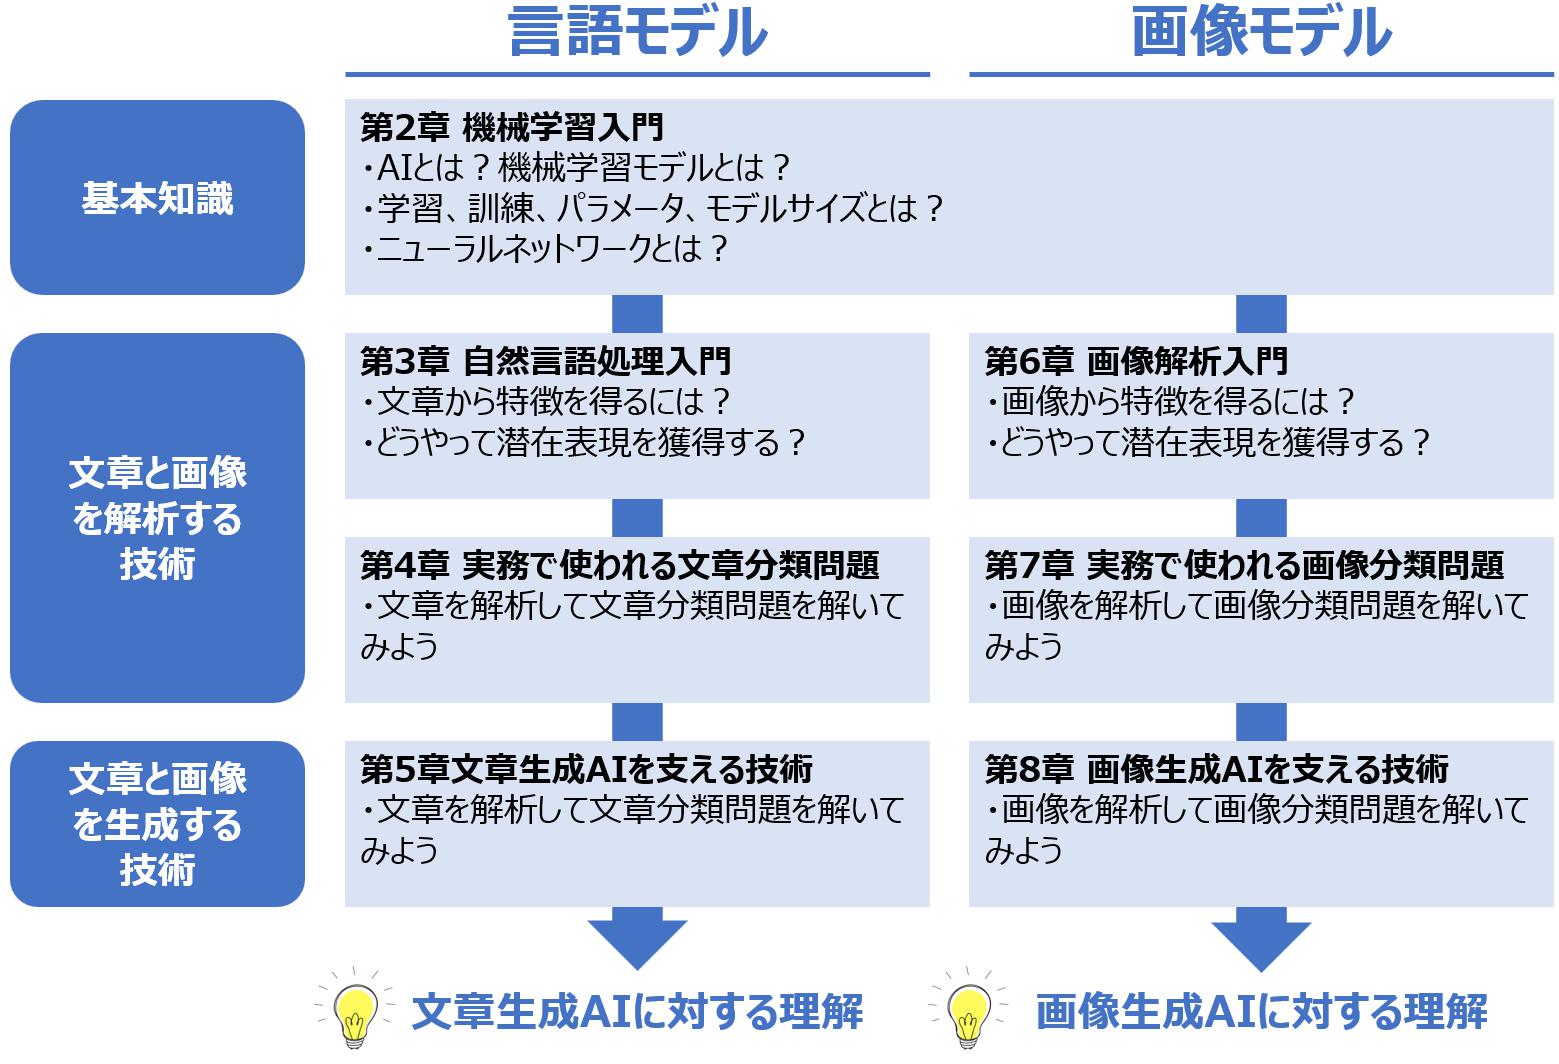 言語モデル
画像モデル
基本知識
第2章 機械学習入門
・AIとは？機械学習モデルとは？
・学習、訓練、パラメータ、モデルサイズとは？
・ニューラルネットワークとは？
文章と画像
を解析する
技術
第3章 自然言語処理入門
・文章から特徴を得るには？
・どうやって潜在表現を獲得する？
第6章 画像解析入門
・画像から特徴を得るには？
・どうやって潜在表現を獲得する？
第4章 実務で使われる文章分類問題
・文章を解析して文章分類問題を解いて
みよう
第7章 実務で使われる画像分類問題
・画像を解析して画像分類問題を解いて
みよう
文章と画像
を生成する
技術
第5章文章生成AIを支える技術
・文章を解析して文章分類問題を解いて
みよう
第8章 画像生成AIを支える技術
・画像を解析して画像分類問題を解いて
みよう
文章生成AIに対する理解
画像生成AIに対する理解